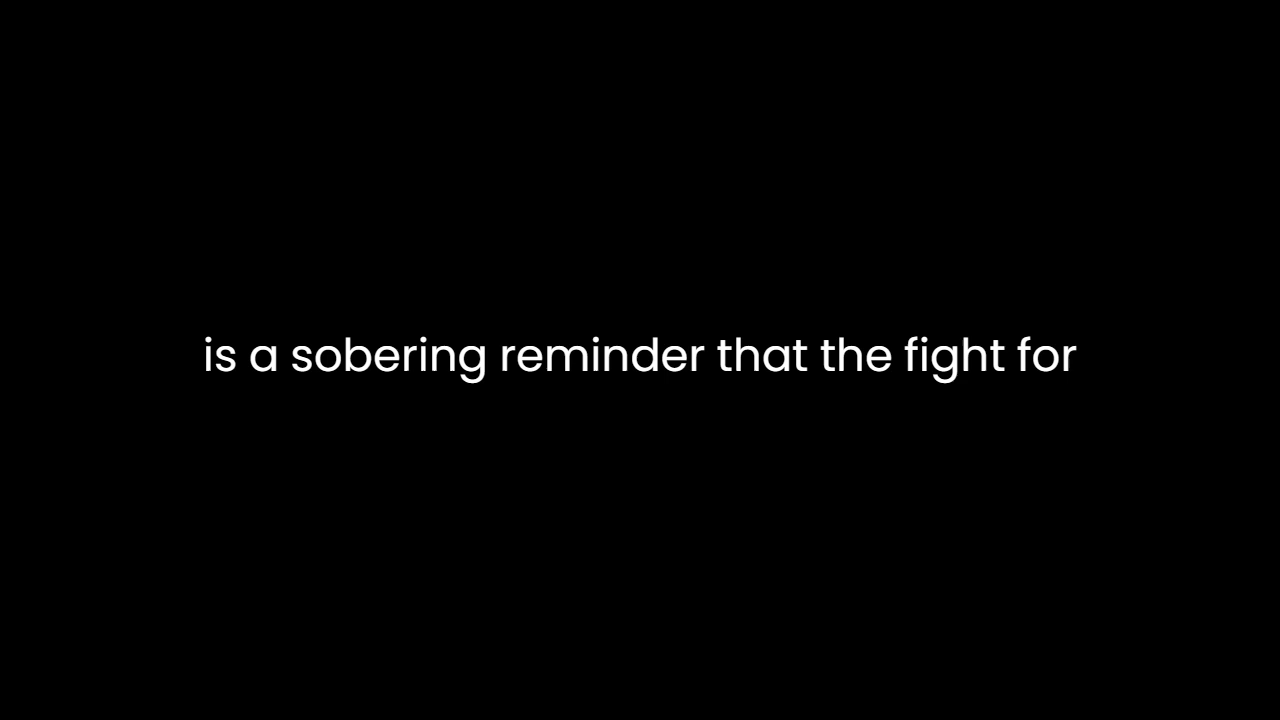 is a sobering reminder that the fight for